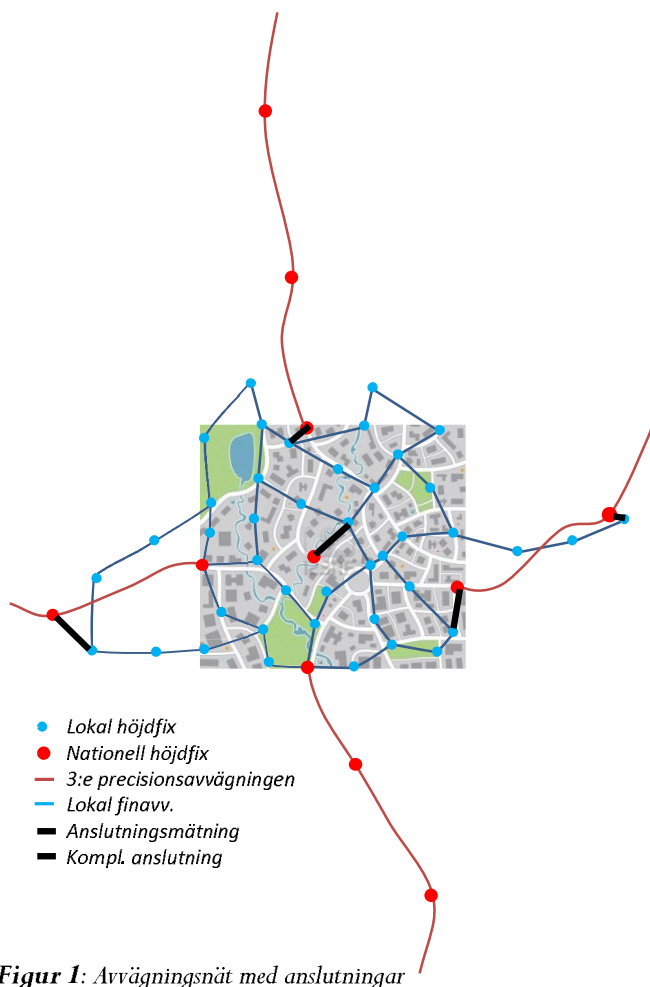 Lokal höjdfix
Nationell höjdfix
3:e precisionsavvägningen
Lokal finavv.
Anslutningsmätning
Kompl. anslutning
Figur 1: Avvägningsnät med anslutningar